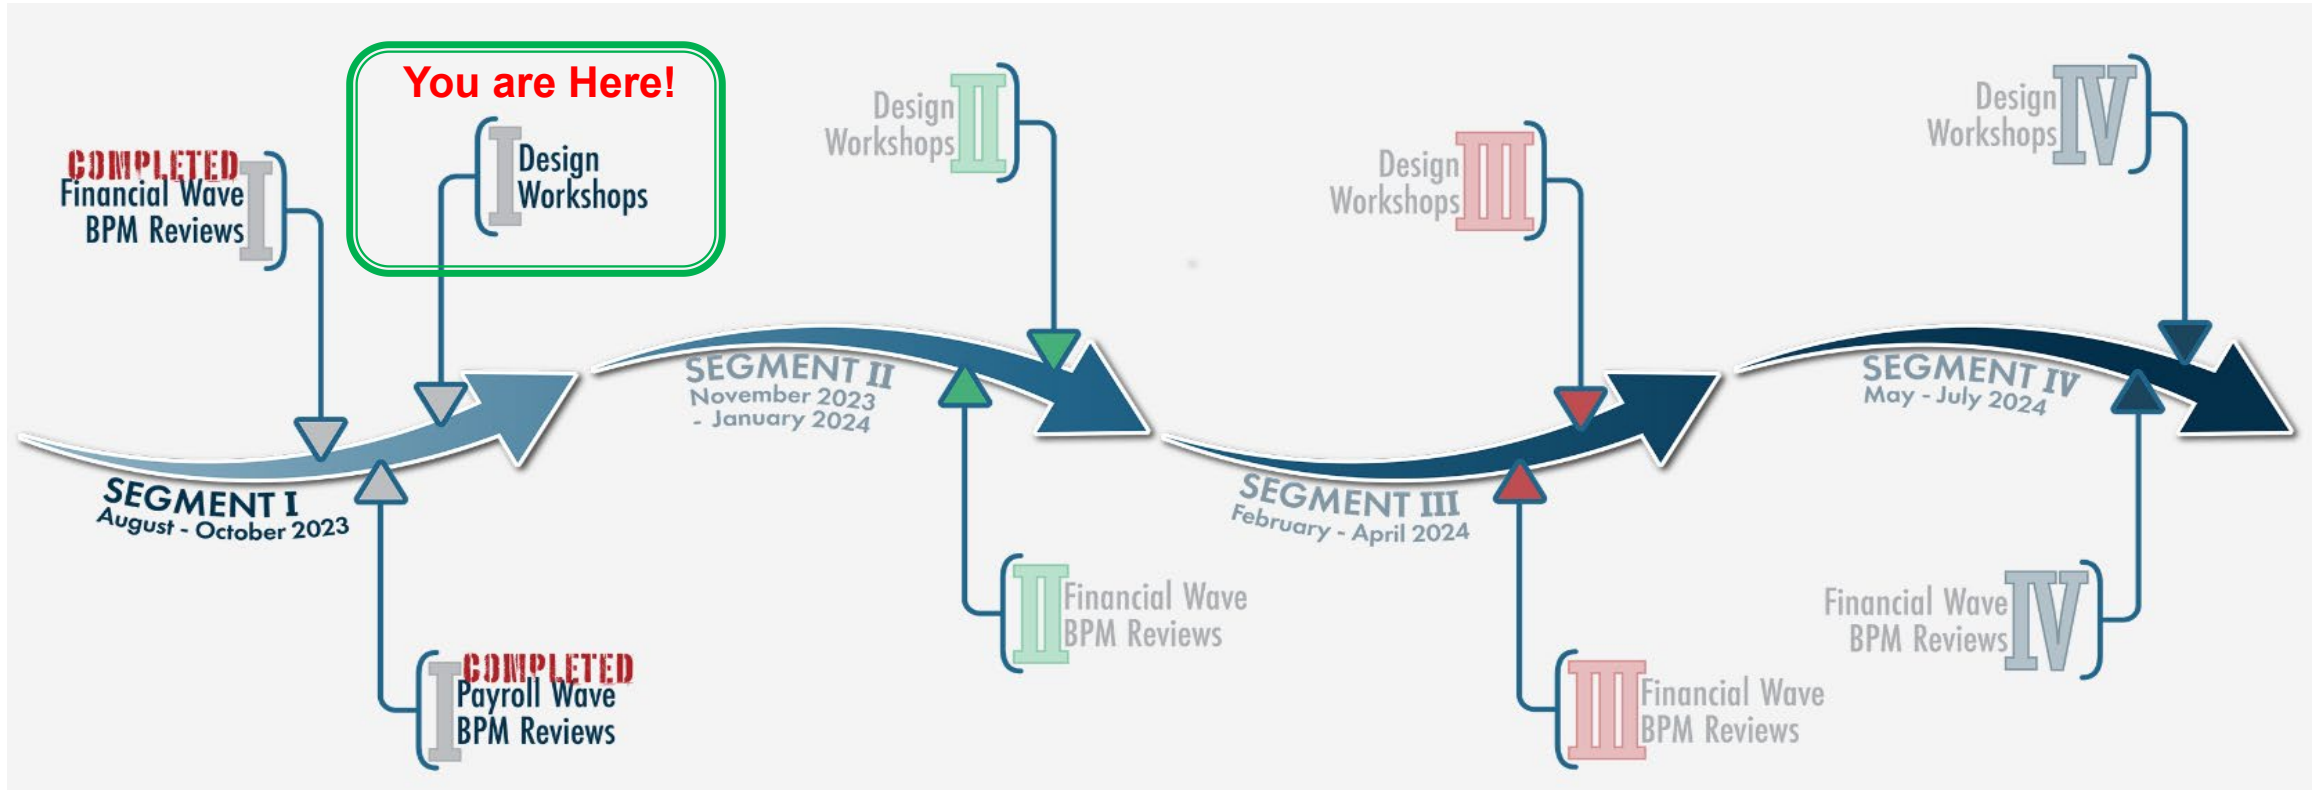 You are Here!
COMPLETED
Financial Wave
BPM Reviews
I
I
Design
Workshops
SEGMENT I
August - October 2023
I
COMPLETED
Payroll Wave
BPM Reviews
Design
Workshops
II
SEGMENT II
November 2023
- January 2024
II
Financial Wave
BPM Reviews
Design
Workshops
III
SEGMENT III
February - April 2024
III
Financial Wave
BPM Reviews
Design
Workshops
IV
SEGMENT IV
May - July 2024
Financial Wave
BPM Reviews
IV